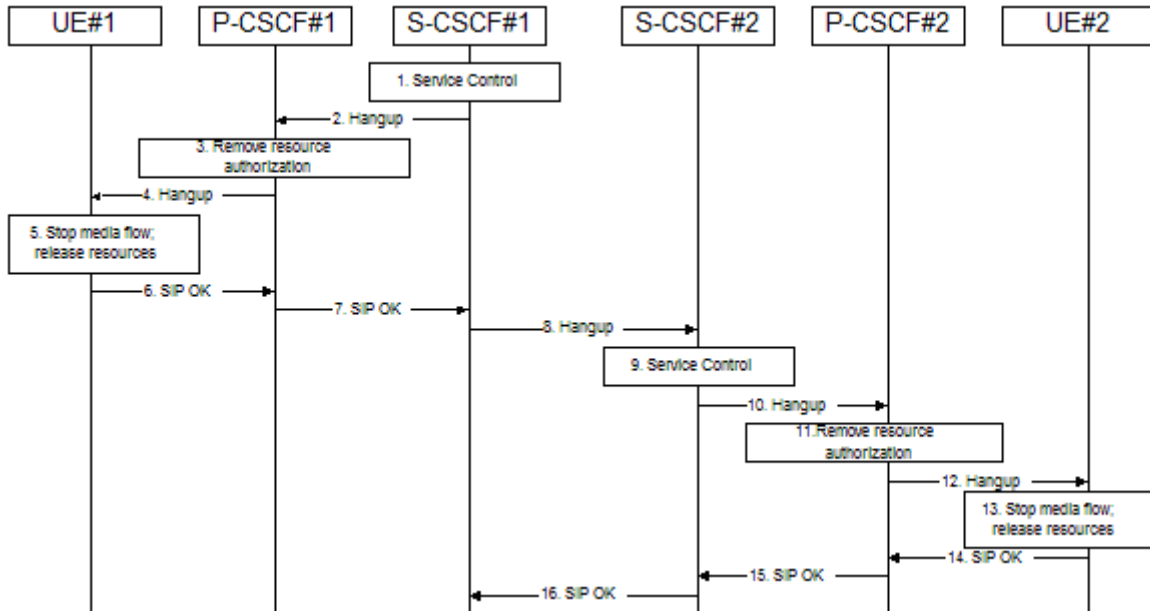 UE#1
P-CSCF#1
S-CSCF#1
S-CSCF#2
P-CSCF#2
UE#2
1. Service Control
2. Hangup
3. Remove resource
authorization
4. Hangup
5. Stop media flow;
release resources
6. SIP OK
7. SIP OK
8. Hangup
9. Service Control
10. Hangup
11.Remove resource
authorization
12. Hangup
13. Stop media flow;
release resources
14. SIP OK
15. SIP OK
16. SIP OK